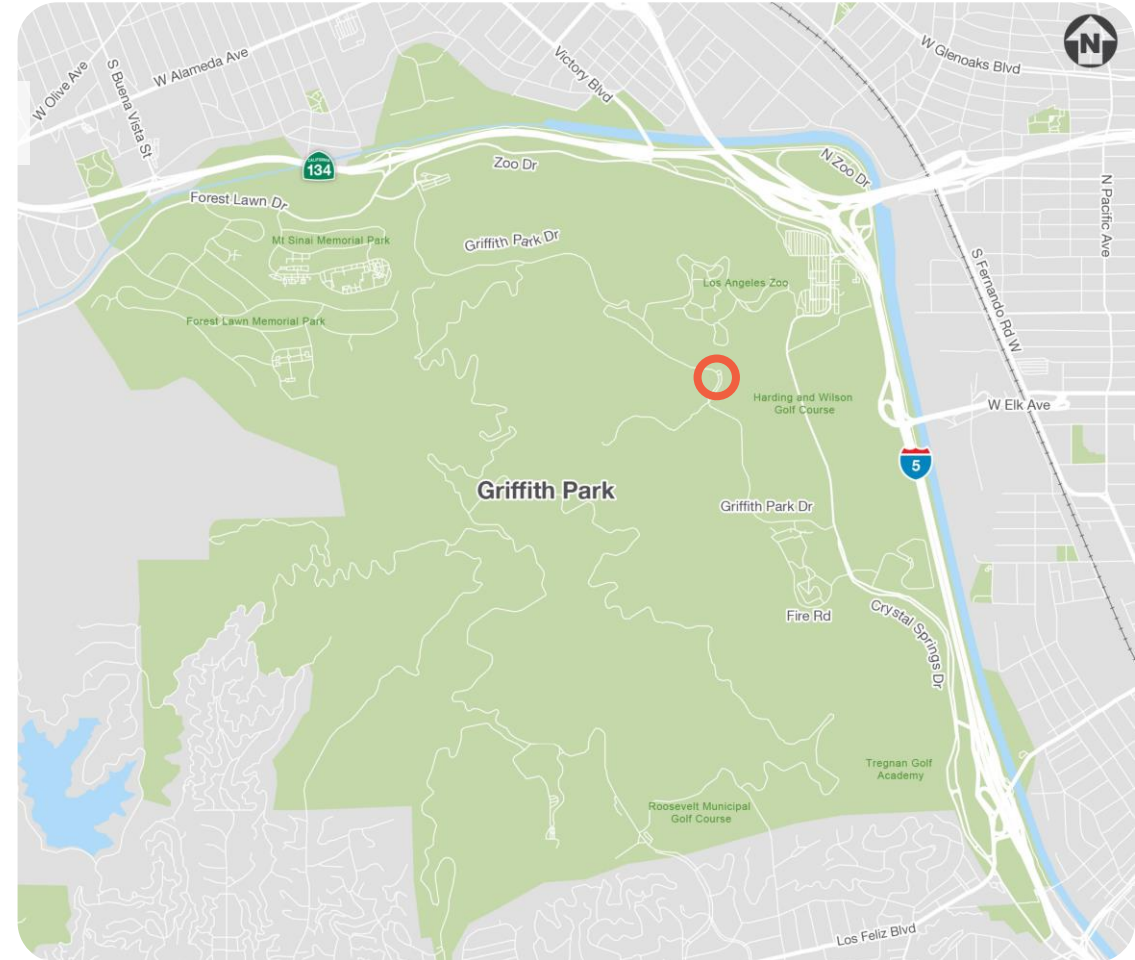 N
W Olive Ave
S Buena Vista St
W Alameda Ave
Victory Blvd
W Glenoaks Blvd
CALIFORNIA
134
Zoo Dr
N Zoo Dr
N Pacific Ave
Forest Lawn Dr
Mt Sinai Memorial Park
Griffith Park Dr
Los Angeles Zoo
S Fernando Rd W
Forest Lawn Memorial Park
Harding and Wilson
Golf Course
W Elk Ave
5
Griffith Park
Griffith Park Dr
Fire Rd
Crystal Springs Dr
Tregnan Golf
Academy
Roosevelt Municipal
Golf Course
Los Feliz Blvd